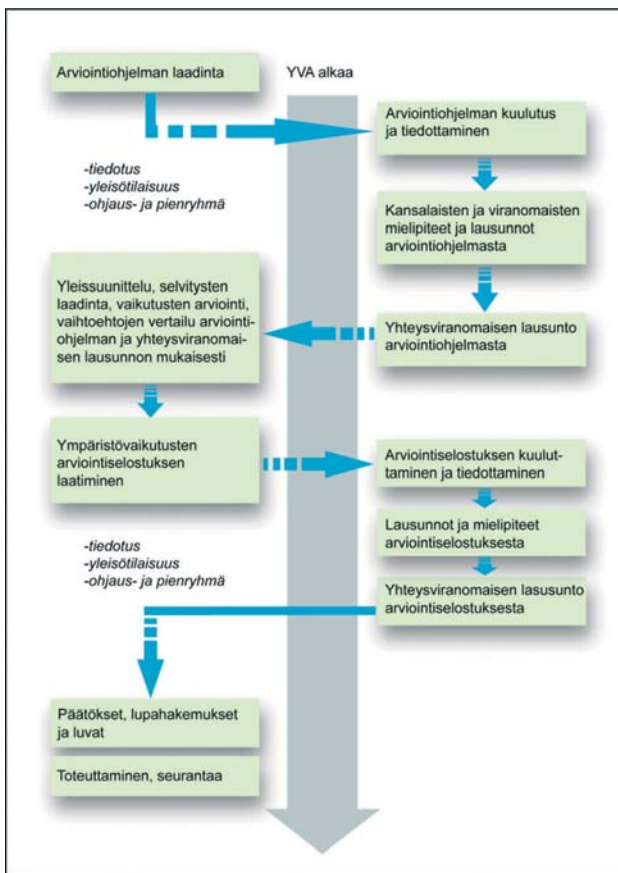 Arviointiohjelman laadinta
YVA alkaa
Arviointiohjelman kuulutus
ja tiedottaminen
-tiedotus
-yleisötilaisuus
-ohjaus- ja pienryhmä
Kansalaisten ja viranomaisten
mielipiteet ja lausunnot
arviointiohjelmasta
Yhteysviranomaisen lausunto
arviointiohjelmasta
Yleissuunittelu, selvitysten
laadinta, vaikutusten arviointi,
vaihtoehtojen vertailu arviointi-
ohjelman ja yhteysviranomai-
sen lausunnon mukaisesti
Ympäristövaikutusten
arviointiselostuksen
laatiminen
Arviointiselostuksen kuulut-
taminen ja tiedottaminen
Lausunnot ja mielipiteet
arviointiselostuksesta
-tiedotus
-yleisötilaisuus
-ohjaus- ja pienryhmä
Yhteysviranomaisen lasusunto
arviointiselostuksesta
Päätökset, lupahakemukset
ja luvat
Toteuttaminen, seurantaa